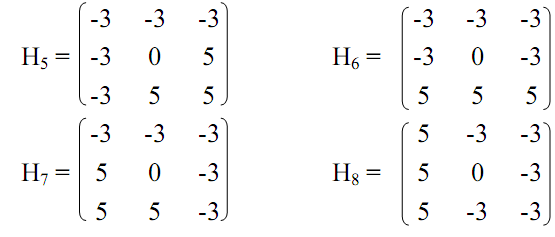 -3 -3 -3 -3 -3 -3
H5 = -3 0 5 H6 = -3 0 -3
-3 5 5 5 5 5
-3 -3 -3 5 -3 -3
H7 = 5 0 -3 H8 = 5 0 -3
5 5 -3 5 -3 -3